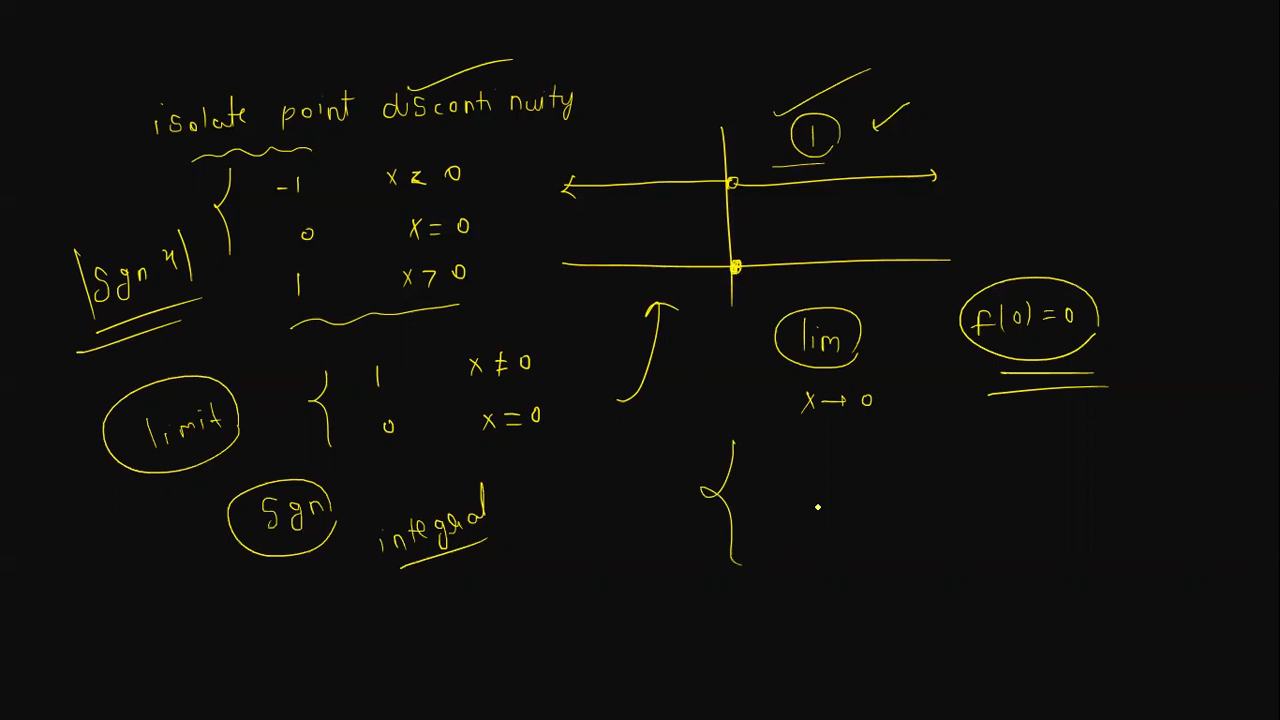 isolate point discontinuity
1
-1 x < 0
0 x = 0
1 x > 0
|Sgn x|
f(0) = 0
lim
x → 0
1 x ≠ 0
0 x = 0
limit
Sgn
integral